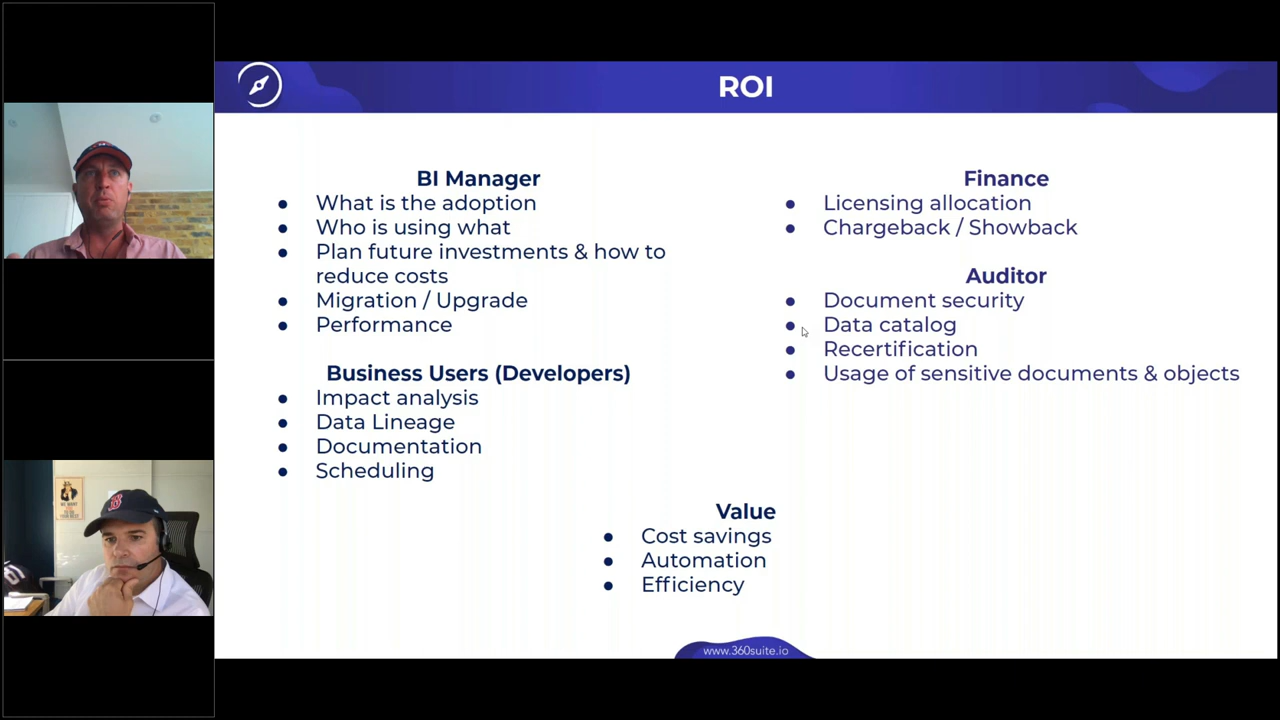 ROI
BI Manager
What is the adoption
Who is using what
Plan future investments & how to
reduce costs
Migration / Upgrade
Performance
Business Users (Developers)
Impact analysis
Data Lineage
Documentation
Scheduling
Finance
Licensing allocation
Chargeback / Showback
Auditor
Document security
Data catalog
Recertification
Usage of sensitive documents & objects
Value
Cost savings
Automation
Efficiency
www.360suite.io
B